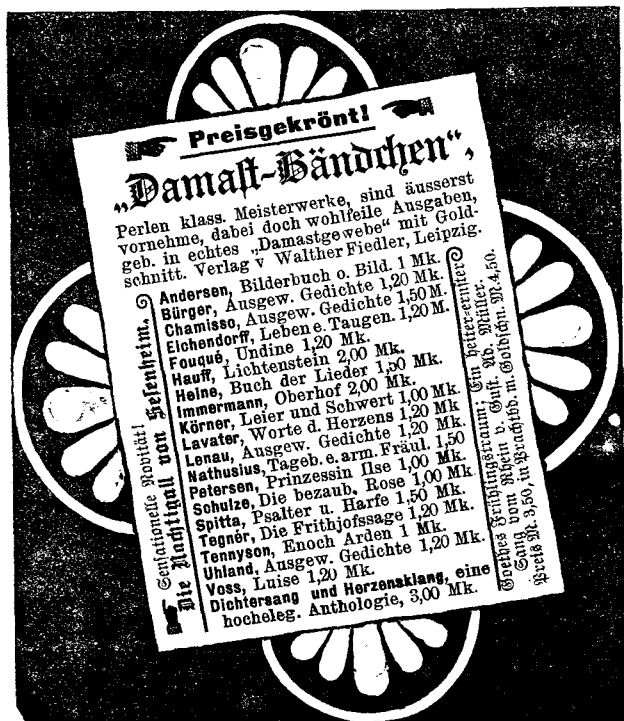 Preisgekrönt!
„Damast-Bändchen“,
Perlen klass. Meisterwerke, sind äusserst
vornehme, dabei doch wohlfeile Ausgaben,
geb. in echtes „Damastgewebe“ mit Gold-
schnitt. Verlag v Walther Fiedler, Leipzig.
Andersen, Bilderbuch o. Bild. 1 Mk.
Bürger, Ausgew. Gedichte 1,20 Mk.
Chamisso, Ausgew. Gedichte 1,50 M.
Eichendorff, Leben e. Taugen. 1,20 M.
Fouqué, Undine 1,20 Mk.
Hauff, Lichtenstein 2,00 Mk.
Heine, Buch der Lieder 1,50 Mk.
Immermann, Oberhof 2,00 Mk.
Körner, Leier und Schwert 1,00 Mk.
Lavater, Worte d. Herzens 1,20 Mk
Lenau, Ausgew. Gedichte 1,20 Mk.
Nathusius, Tageb. e. arm. Fräul. 1,50
Petersen, Prinzessin Ilse 1,00 Mk.
Schulze, Die bezaub. Rose 1,00 Mk
Spitta, Psalter u. Harfe 1,50 Mk.
Tegnér, Die Frithjofssage 1,20 Mk.
Tennyson, Enoch Arden 1 Mk.
Uhland, Ausgew. Gedichte 1,20 Mk.
Voss, Luise 1,20 Mk.
Dichtersang und Herzensklang, eine
hocheleg. Anthologie, 3,00 Mk.
Sensationelle Novität!
Die Nachtigall von Sesenheim.
Goethes Frühlingstraum; Ein heiter-ernster
Sang vom Rhein v. Gust. Ad. Müller.
Preis M. 3,50 in Prachtbd. m. Goldschn. M. 4,50.